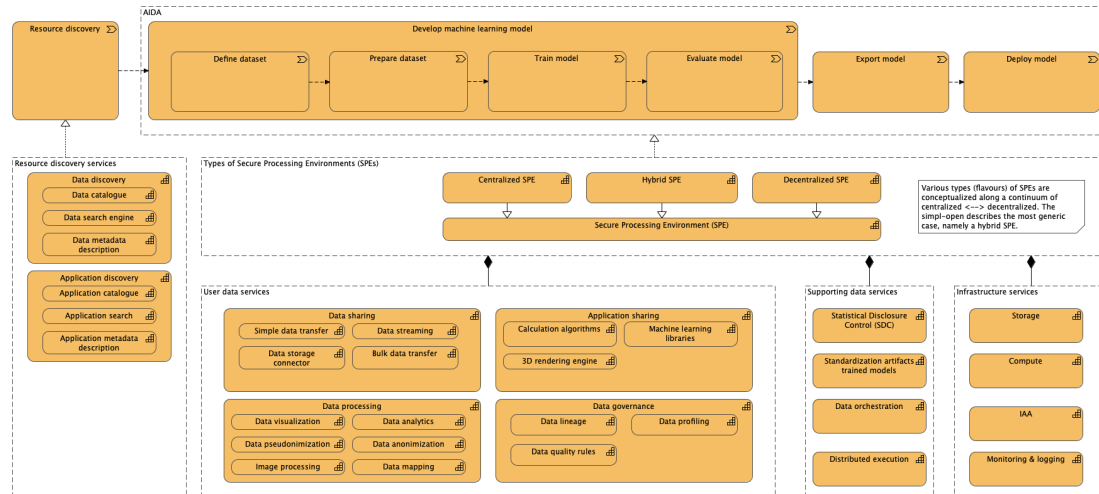 AIDA
Resource discovery
Develop machine learning model
Define dataset
Prepare dataset
Train model
Evaluate model
Export model
Deploy model
Resource discovery services
Data discovery
Data catalogue
Data search engine
Data metadata
description
Application discovery
Application catalogue
Application search
Application metadata
description
Types of Secure Processing Environments (SPEs)
Centralized SPE
Hybrid SPE
Decentralized SPE
Secure Processing Environment (SPE)
Various types (flavours) of SPEs are
conceptualized along a continuum of
centralized <--> decentralized. The
simpl-open describes the most generic
case, namely a hybrid SPE.
User data services
Data sharing
Simple data transfer
Data streaming
Data storage
connector
Bulk data transfer
Application sharing
Calculation algorithms
Machine learning
libraries
3D rendering engine
Data processing
Data visualization
Data analytics
Data pseudonimization
Data anonimization
Image processing
Data mapping
Data governance
Data lineage
Data profiling
Data quality rules
Supporting data services
Statistical Disclosure
Control (SDC)
Standardization artifacts
trained models
Data orchestration
Distributed execution
Infrastructure services
Storage
Compute
IAA
Monitoring & logging